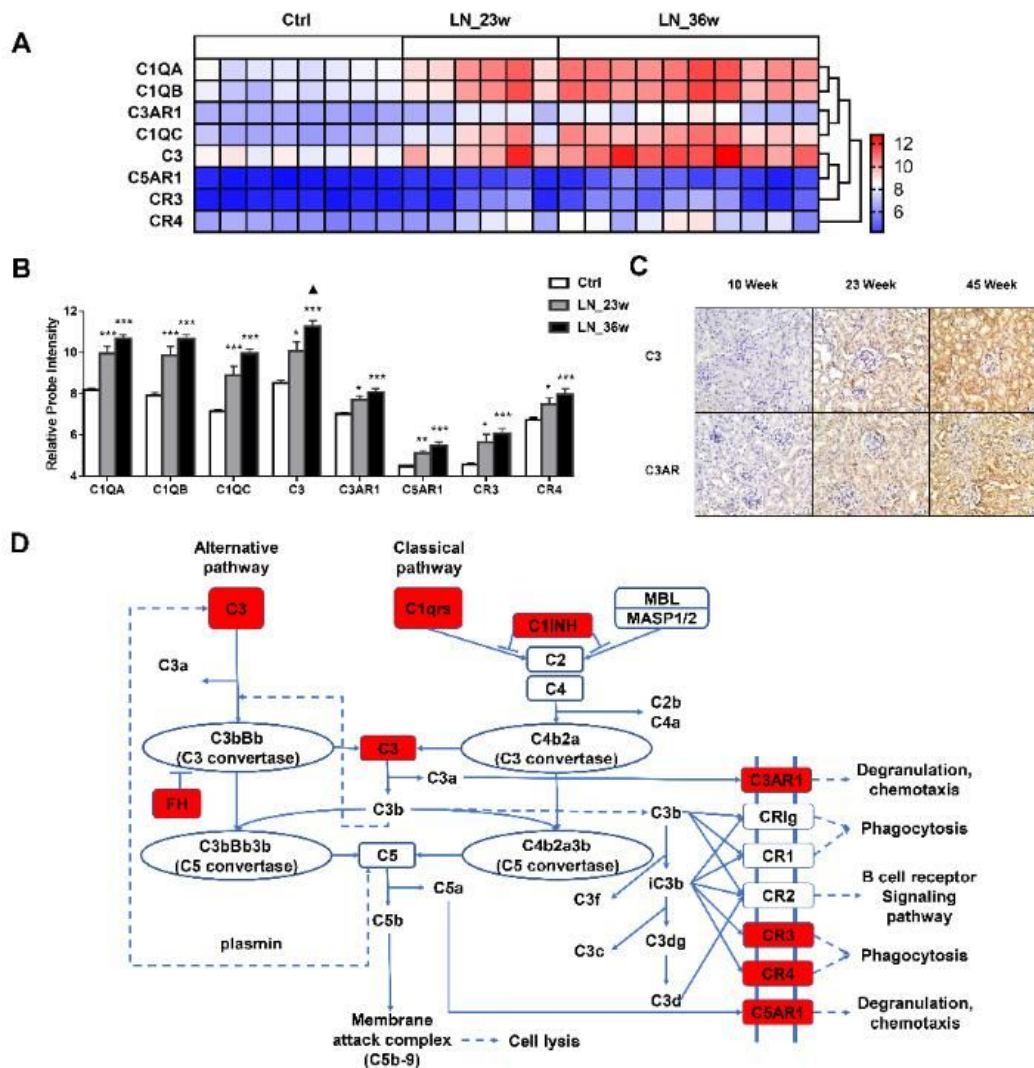 A
Ctrl
LN_23w
LN_36w
C1QA
C1QB
C3AR1
C1QC
C3
C5AR1
CR3
CR4
12
10
8
6
B
Relative Probe Intensity
12
10
8
6
4
▲
*** ***
*** ***
*** ***
* ***
* ***
** ***
* ***
* ***
Ctrl
LN_23w
LN_36w
C1QA
C1QB
C1QC
C3
C3AR1
C5AR1
CR3
CR4
C
10 Week
23 Week
45 Week
C3
C3AR
D
Alternative
pathway
Classical
pathway
C3
C1qrs
C1INH
MBL
MASP1/2
C2
C4
C3a
C2b
C4a
C3bBb
(C3 convertase)
C3
C4b2a
(C3 convertase)
C3a
C3AR1
Degranulation,
chemotaxis
FH
C3b
C3b
CRIg
Phagocytosis
C3bBb3b
(C5 convertase)
C5
C4b2a3b
(C5 convertase)
CR1
C5a
C3f
iC3b
CR2
B cell receptor
Signaling
pathway
C5b
plasmin
C3c
C3dg
CR3
CR4
Phagocytosis
C3d
C5AR1
Degranulation,
chemotaxis
Membrane
attack complex
(C5b-9)
Cell lysis